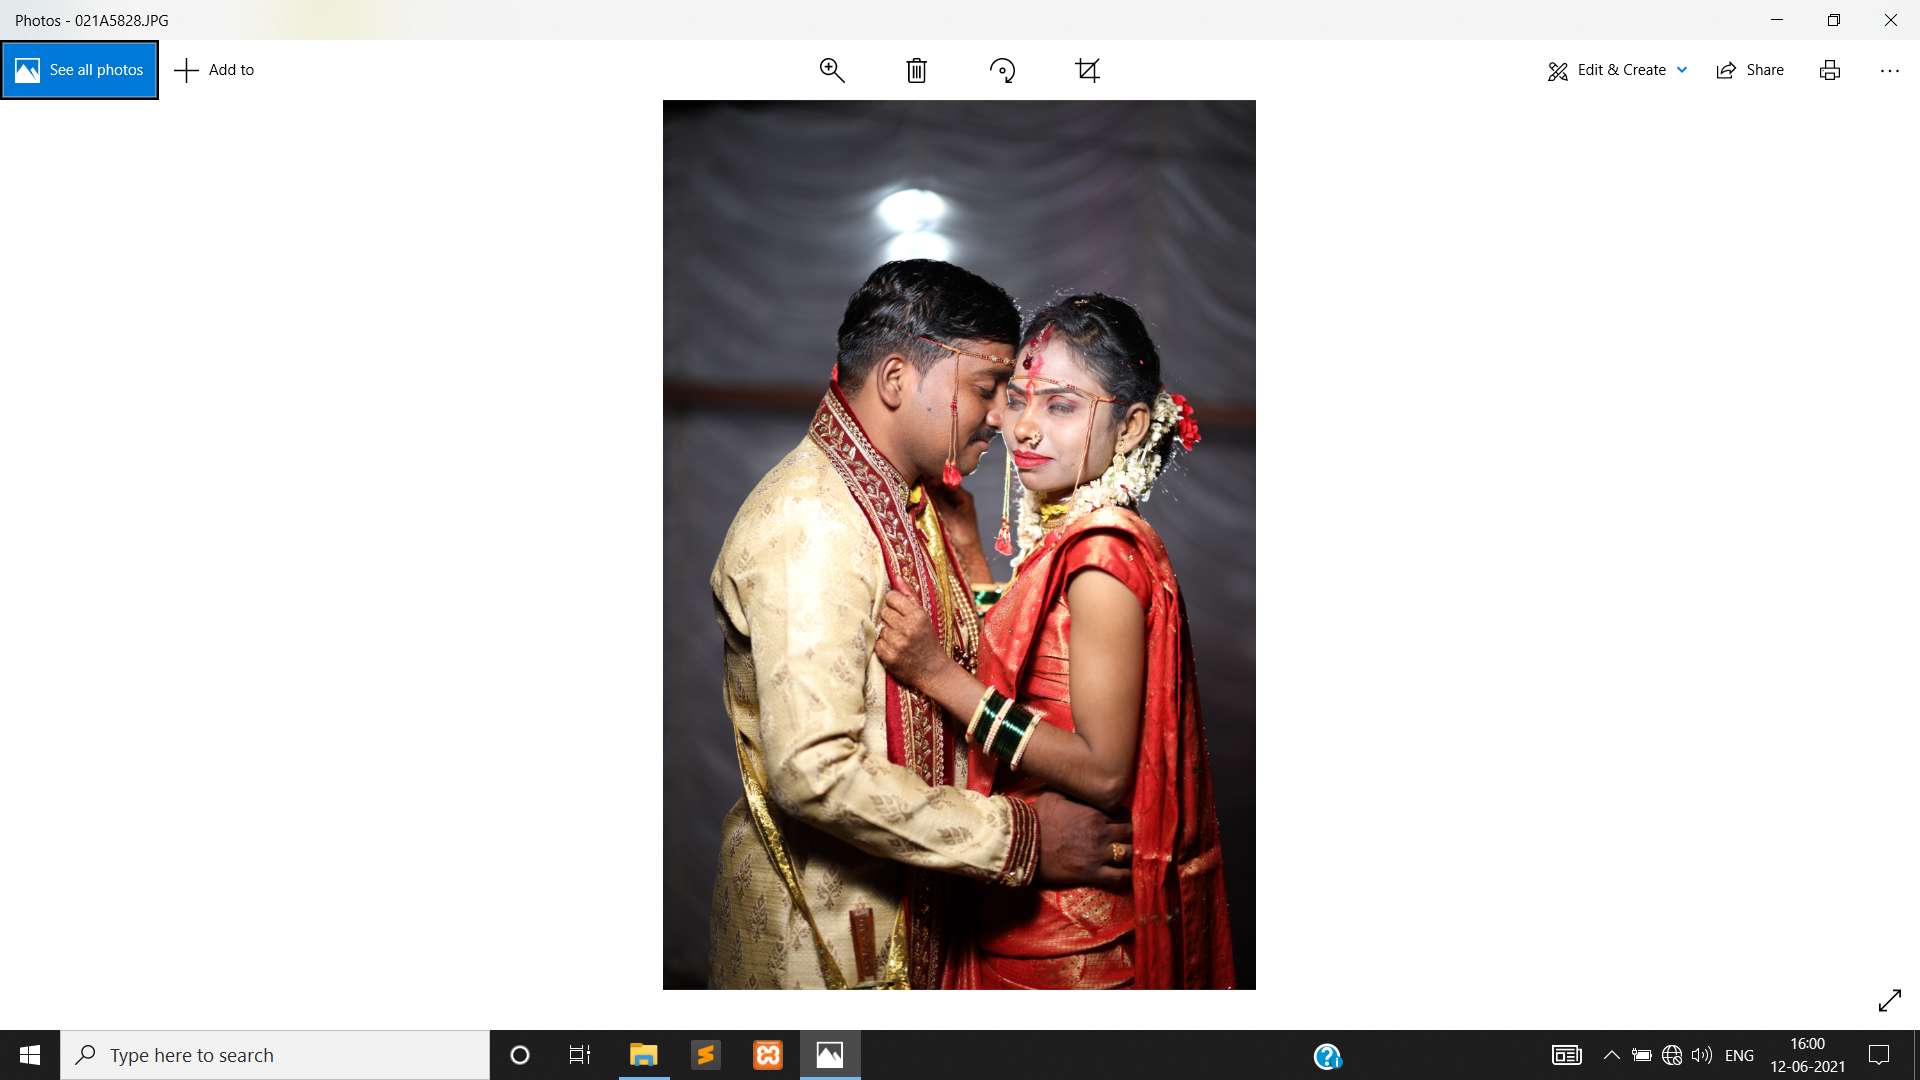 Photos - 021A5828.JPG
See all photos
Add to
Edit & Create
Share
Type here to search
ENG
16:00
12-06-2021